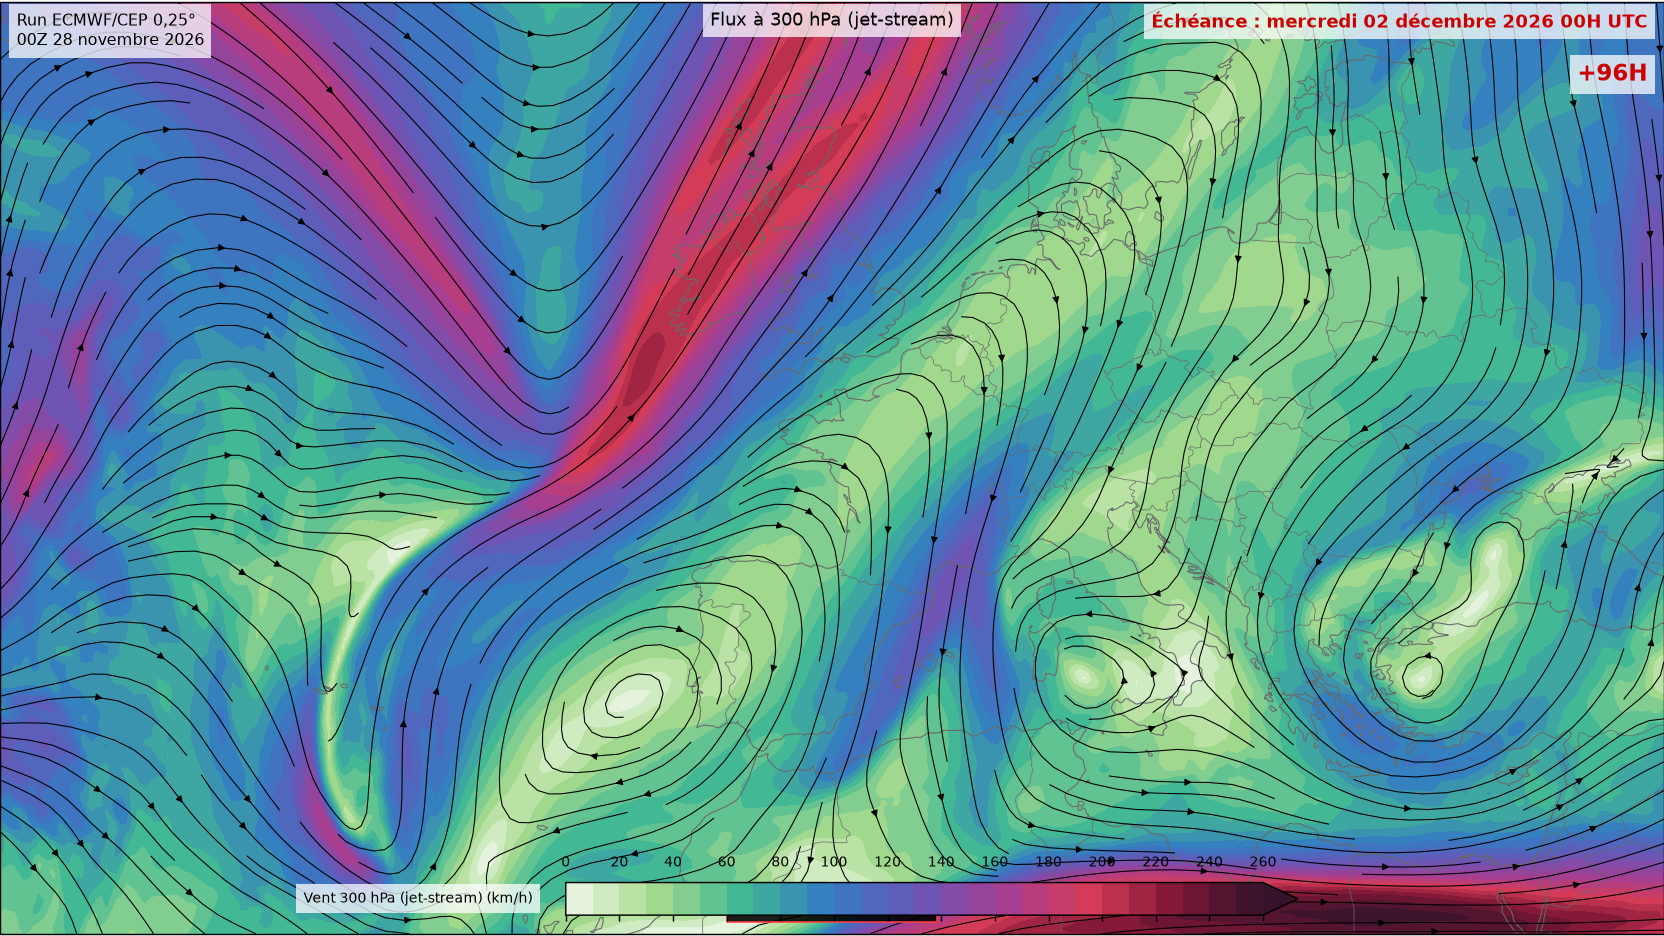 Run ECMWF/CEP 0,25°
00Z 28 novembre 2026
Flux à 300 hPa (jet-stream)
Échéance : mercredi 02 décembre 2026 00H UTC
+96H
Vent 300 hPa (jet-stream) (km/h)
0 20 40 60 80 100 120 140 160 180 200 220 240 260